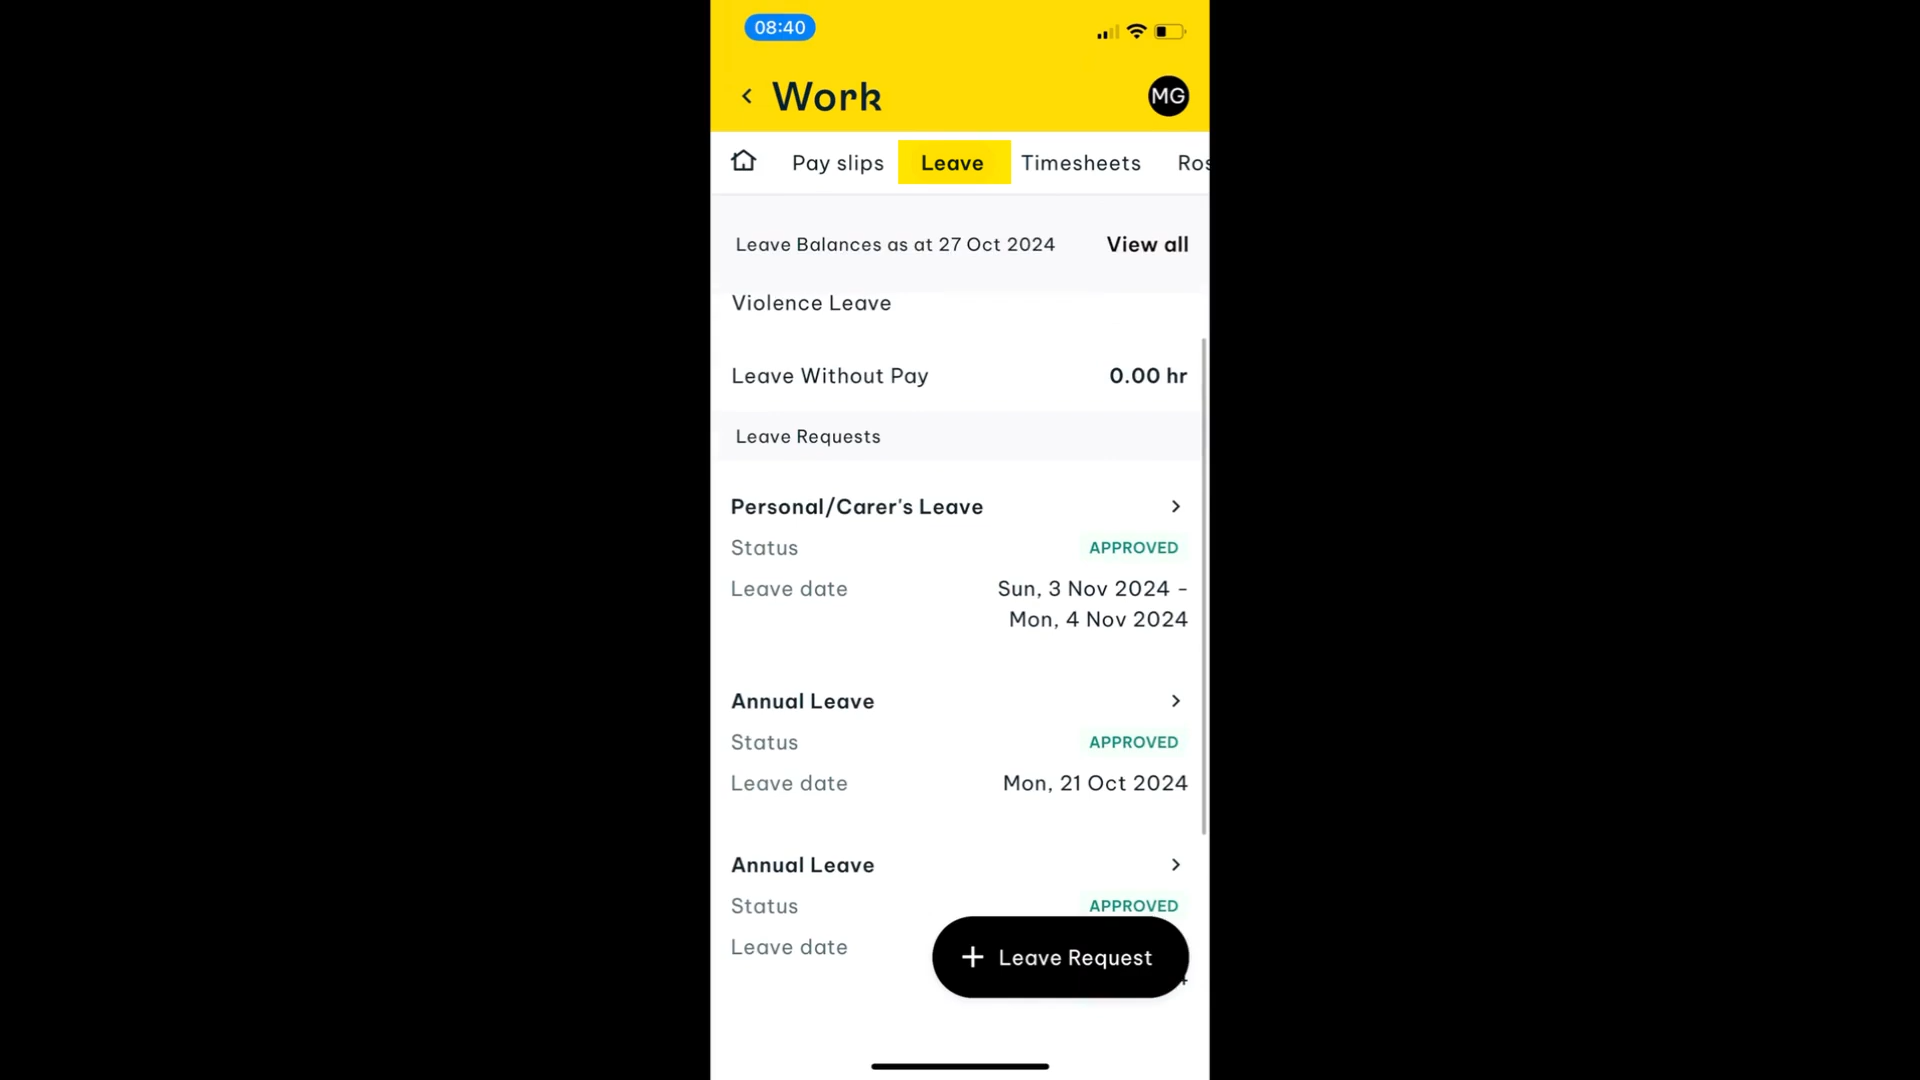 08:40
Work
MG
Pay slips Leave Timesheets Ros
Leave Balances as at 27 Oct 2024 View all
Violence Leave
Leave Without Pay 0.00 hr
Leave Requests
Personal/Carer's Leave
Status APPROVED
Leave date Sun, 3 Nov 2024 -
Mon, 4 Nov 2024
Annual Leave
Status APPROVED
Leave date Mon, 21 Oct 2024
Annual Leave
Status APPROVED
Leave date
+ Leave Request